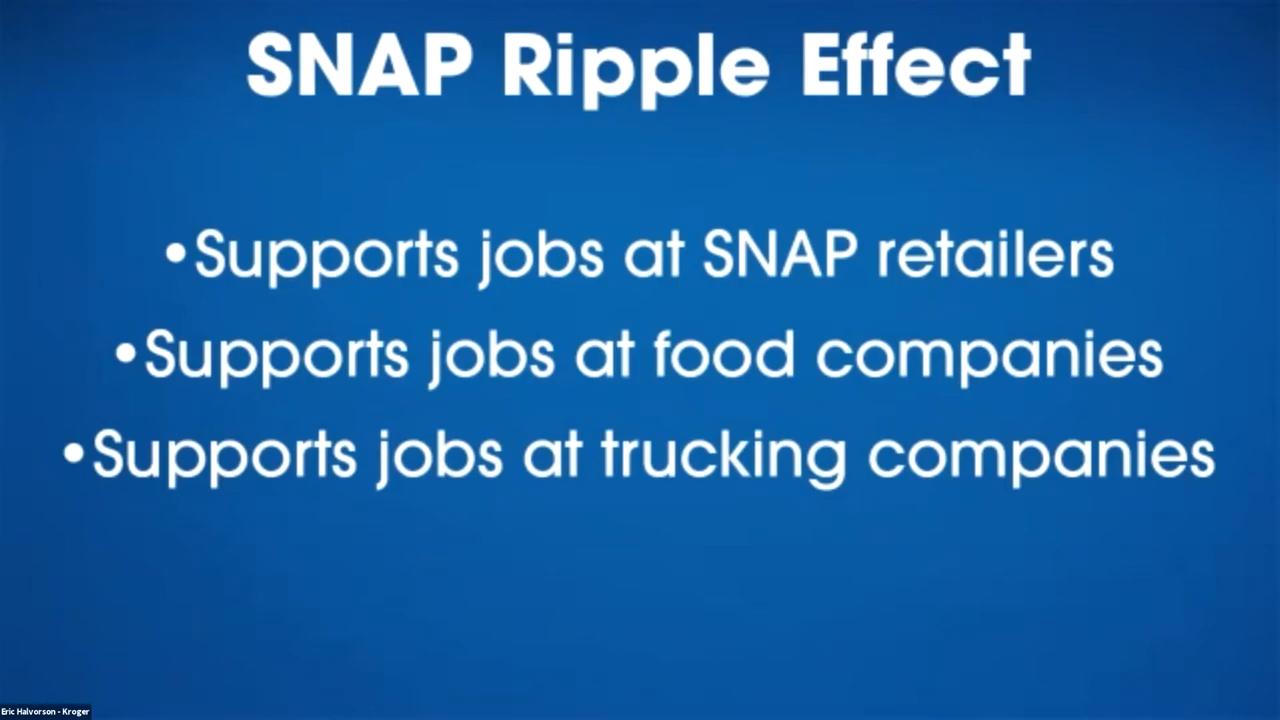 SNAP Ripple Effect
•Supports jobs at SNAP retailers
•Supports jobs at food companies
•Supports jobs at trucking companies
Eric Halvorson - Kroger